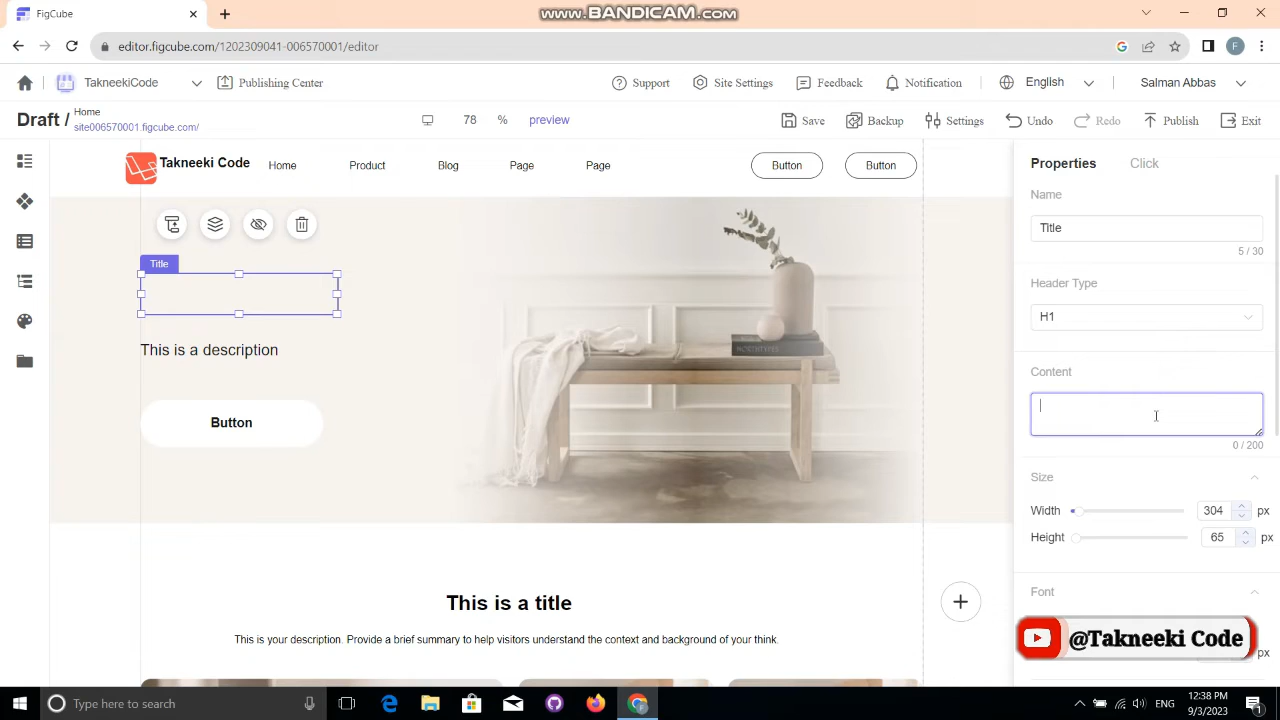 www.BANDICAM.com
FigCube
editor.figcube.com/1202309041-006570001/editor
F
TakneekiCode
Publishing Center
Support
Site Settings
Feedback
Notification
English
Salman Abbas
Draft /
Home
site006570001.figcube.com/
78 %
preview
Save
Backup
Settings
Undo
Redo
Publish
Exit
Takneeki Code
Home
Product
Blog
Page
Page
Button
Button
Title
This is a description
Button
This is a title
This is your description. Provide a brief summary to help visitors understand the context and background of your think.
Properties
Click
Name
Title
5 / 30
Header Type
H1
Content
0 / 200
Size
Width
304
px
Height
65
px
Font
px
@Takneeki Code
Type here to search
ENG
12:38 PM
9/3/2023
1